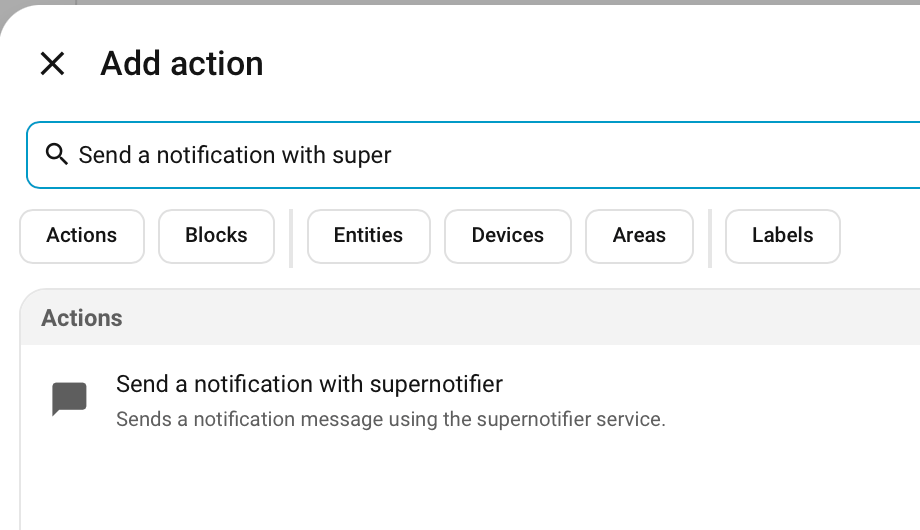 Add action
Send a notification with super
Actions Blocks Entities Devices Areas Labels
Actions
Send a notification with supernotifier
Sends a notification message using the supernotifier service.